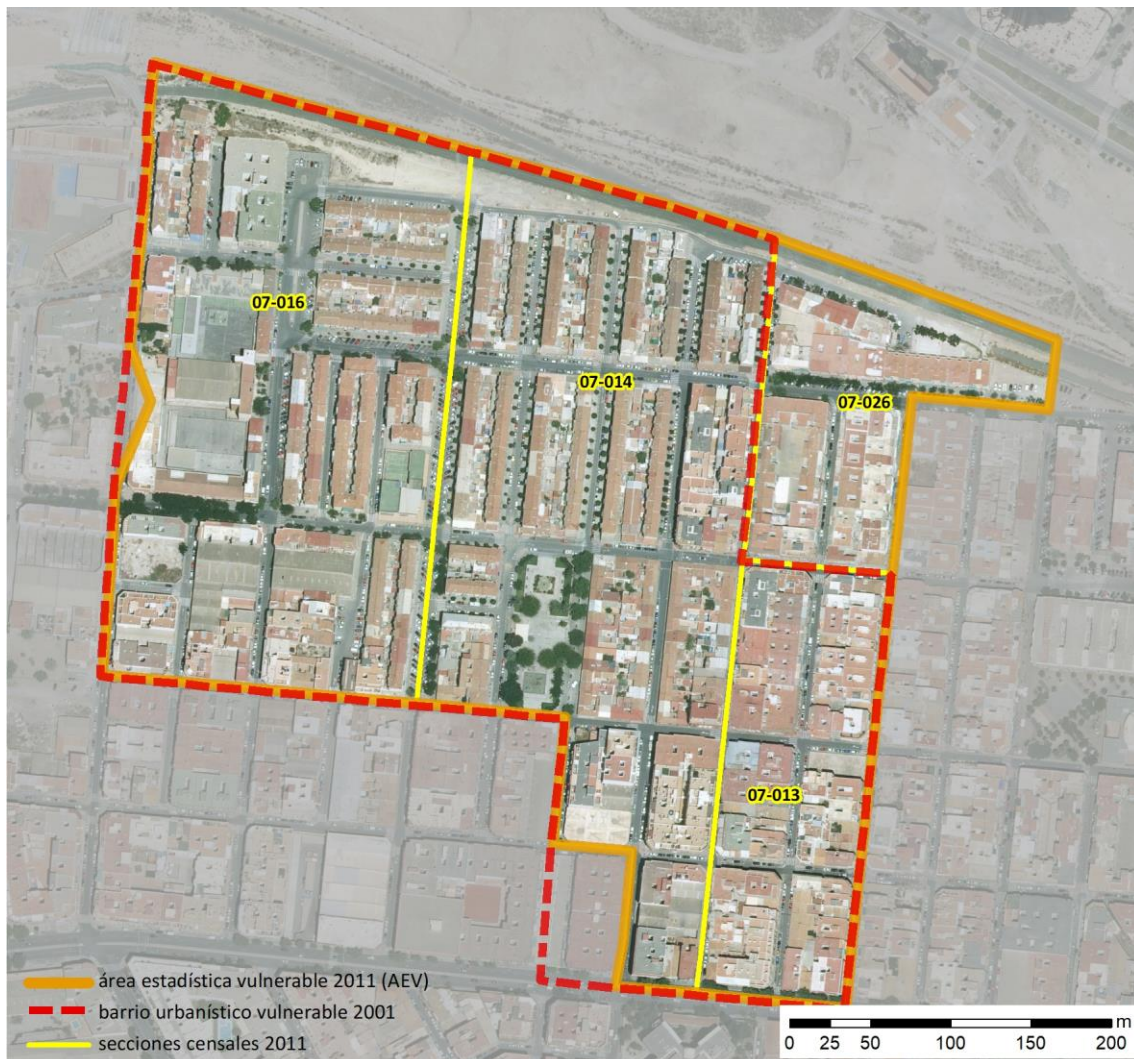 07-016
07-014
07-026
07-013
área estadística vulnerable 2011 (AEV)
barrio urbanístico vulnerable 2001
secciones censales 2011
m
0 25 50 100 150 200